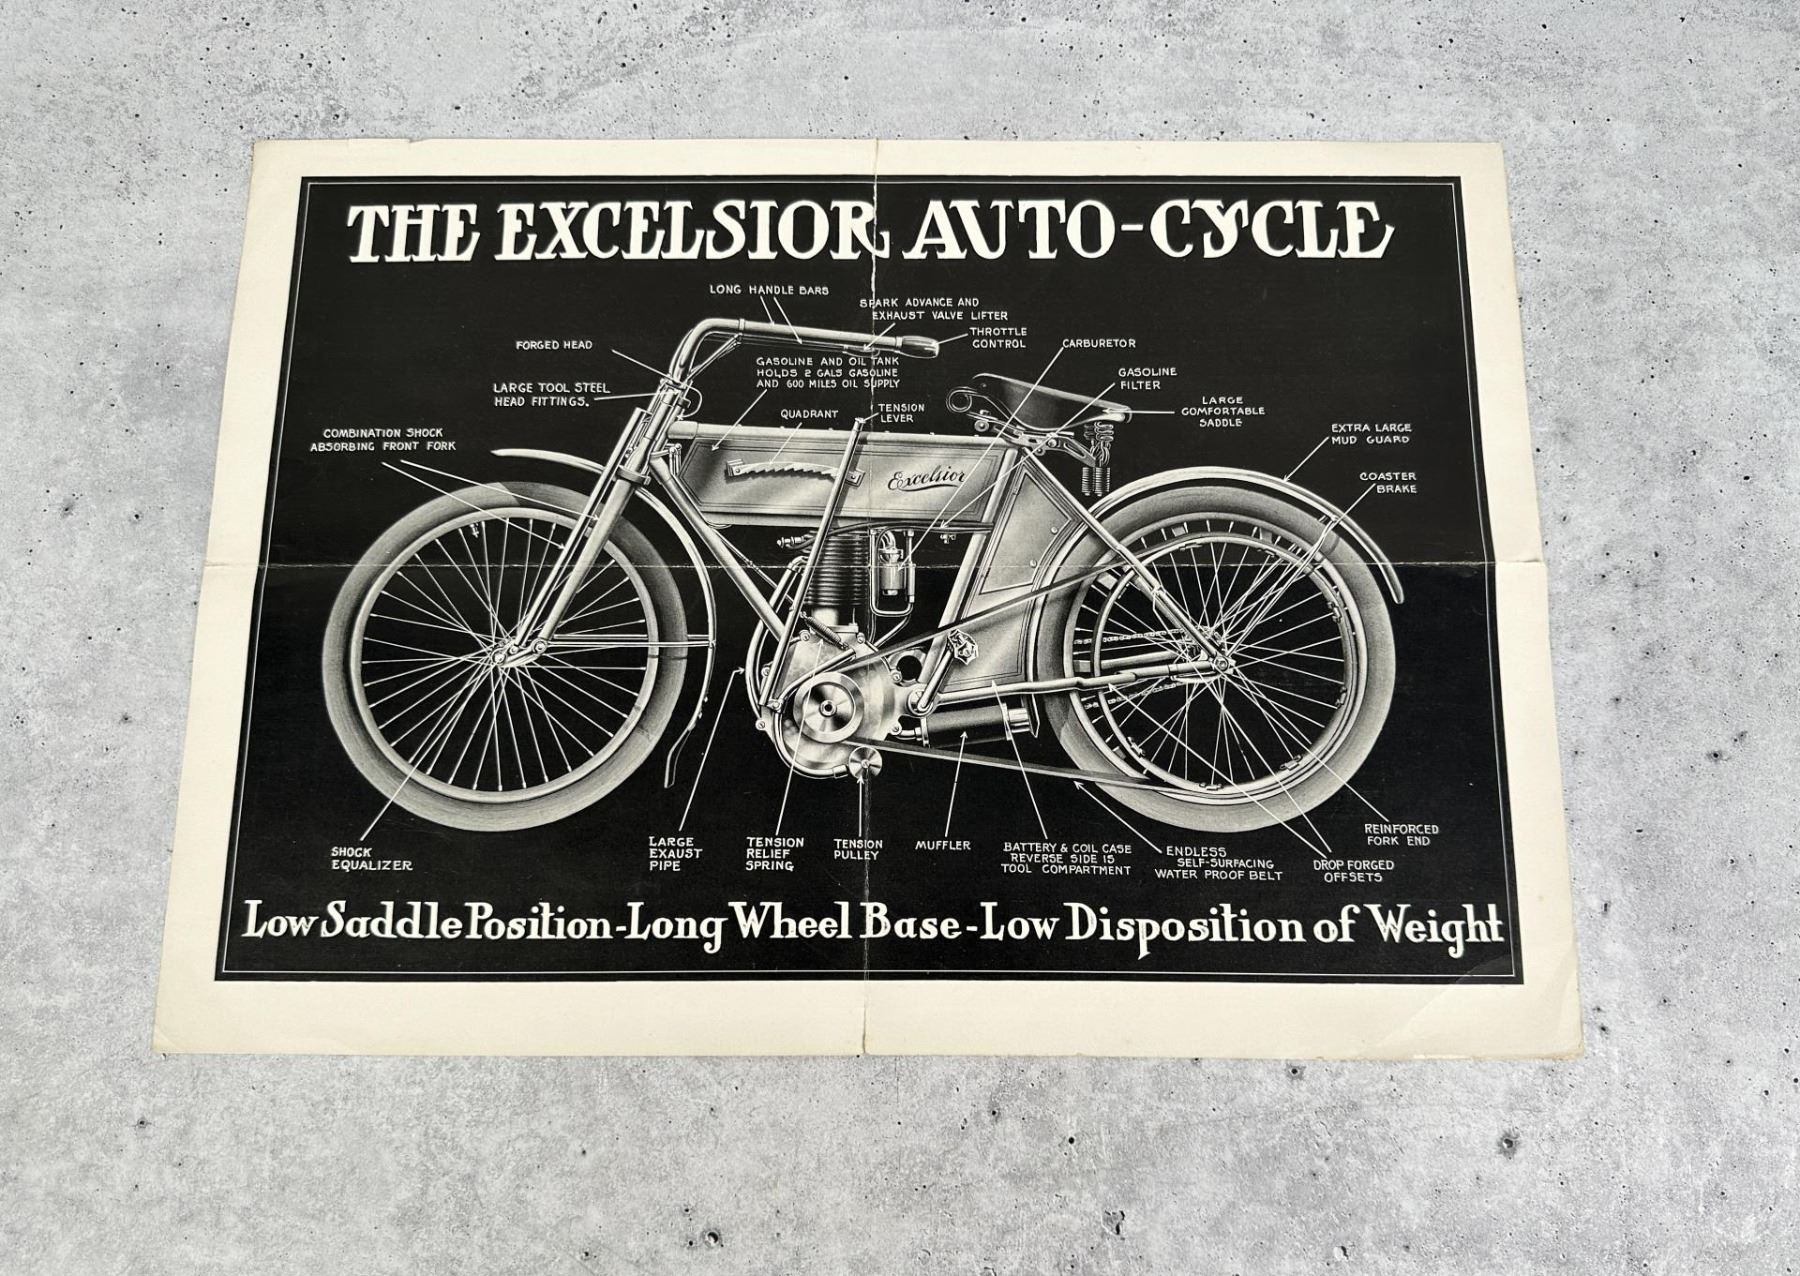 THE EXCELSIOR AUTO-CYCLE
LONG HANDLE BARS
SPARK ADVANCE AND
EXHAUST VALVE LIFTER
THROTTLE
CONTROL
FORGED HEAD
CARBURETOR
GASOLINE AND OIL TANK
HOLDS 2 GALS GASOLINE
AND 600 MILES OIL SUPPLY
GASOLINE
FILTER
LARGE TOOL STEEL
HEAD FITTINGS.
QUADRANT
TENSION
LEVER
LARGE
COMFORTABLE
SADDLE
COMBINATION SHOCK
ABSORBING FRONT FORK
EXTRA LARGE
MUD GUARD
COASTER
BRAKE
Excelsior
SHOCK
EQUALIZER
LARGE
EXAUST
PIPE
TENSION
RELIEF
SPRING
TENSION
PULLEY
MUFFLER
BATTERY & COIL CASE
REVERSE SIDE IS
TOOL COMPARTMENT
ENDLESS
SELF-SURFACING
WATER PROOF BELT
DROP FORGED
OFFSETS
REINFORCED
FORK END
Low Saddle Position-Long Wheel Base-Low Disposition of Weight